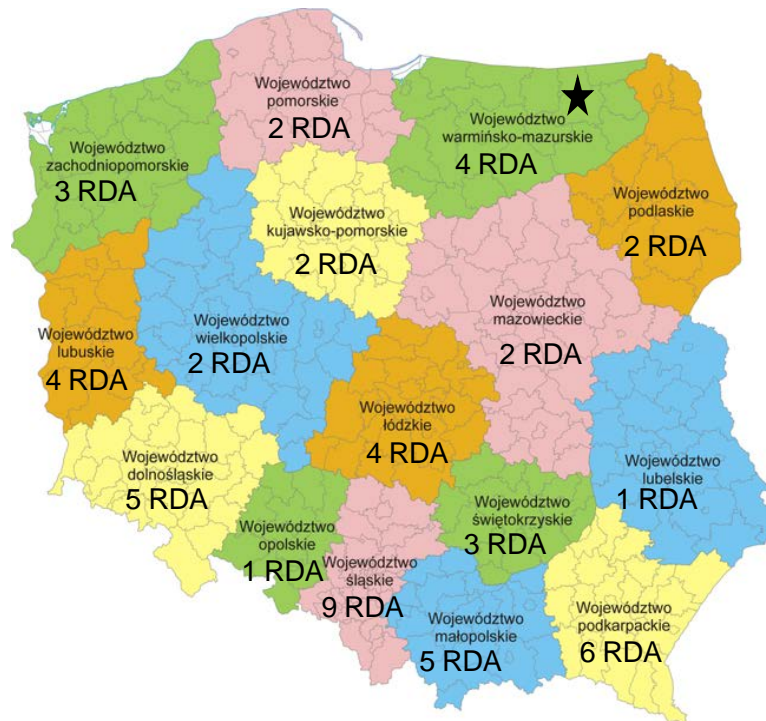 Województwo
pomorskie
2 RDA
Województwo
warmińsko-mazurskie
4 RDA
Województwo
zachodniopomorskie
3 RDA
Województwo
podlaskie
2 RDA
Województwo
kujawsko-pomorskie
2 RDA
Województwo
mazowieckie
2 RDA
Województwo
wielkopolskie
2 RDA
Województwo
lubuskie
4 RDA
Województwo
łódzkie
4 RDA
Województwo
dolnośląskie
5 RDA
Województwo
lubelskie
1 RDA
Województwo
świętokrzyskie
3 RDA
Województwo
opolskie
1 RDA
Województwo
śląskie
9 RDA
Województwo
małopolskie
5 RDA
Województwo
podkarpackie
6 RDA